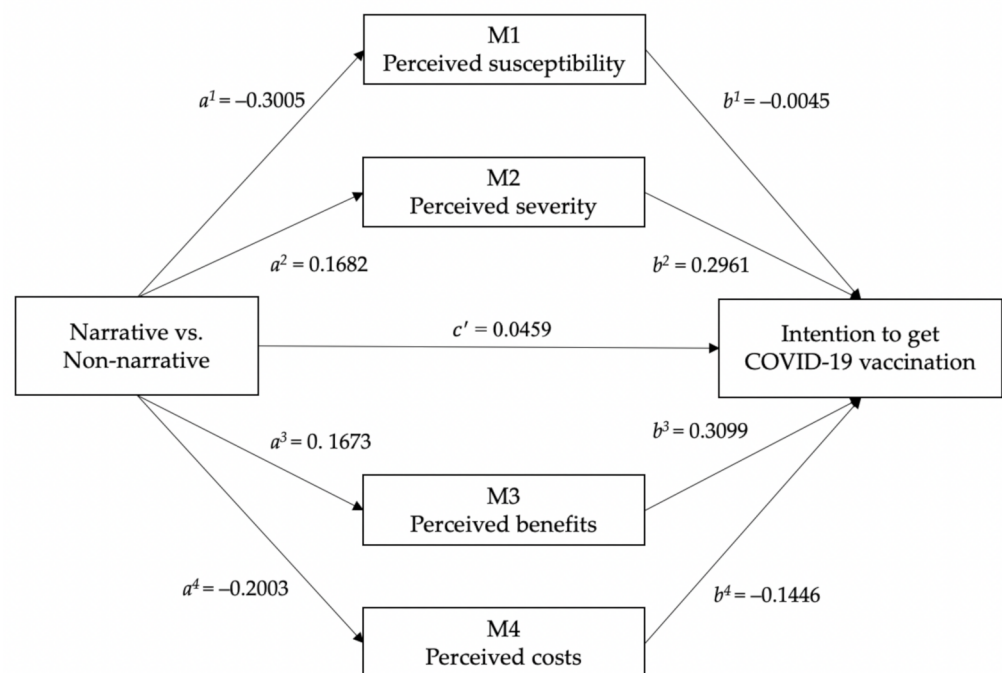 M1
Perceived susceptibility
a¹ = –0.3005
b¹ = –0.0045
M2
Perceived severity
a² = 0.1682
b² = 0.2961
Narrative vs.
Non-narrative
c′ = 0.0459
Intention to get
COVID-19 vaccination
a³ = 0. 1673
b³ = 0.3099
M3
Perceived benefits
a⁴ = –0.2003
b⁴ = –0.1446
M4
Perceived costs